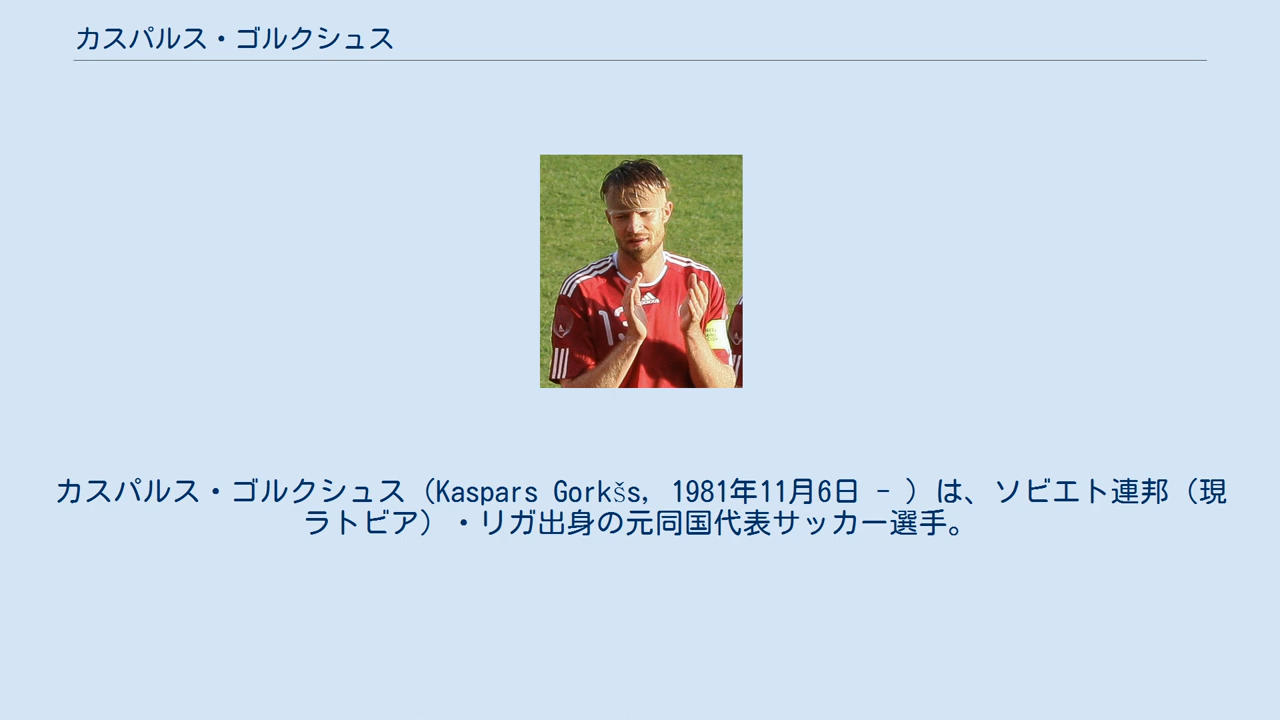 カスパルス・ゴルクシュス
13
カスパルス・ゴルクシュス（Kaspars Gorkšs, 1981年11月6日 - ）は、ソビエト連邦（現
ラトビア）・リガ出身の元同国代表サッカー選手。